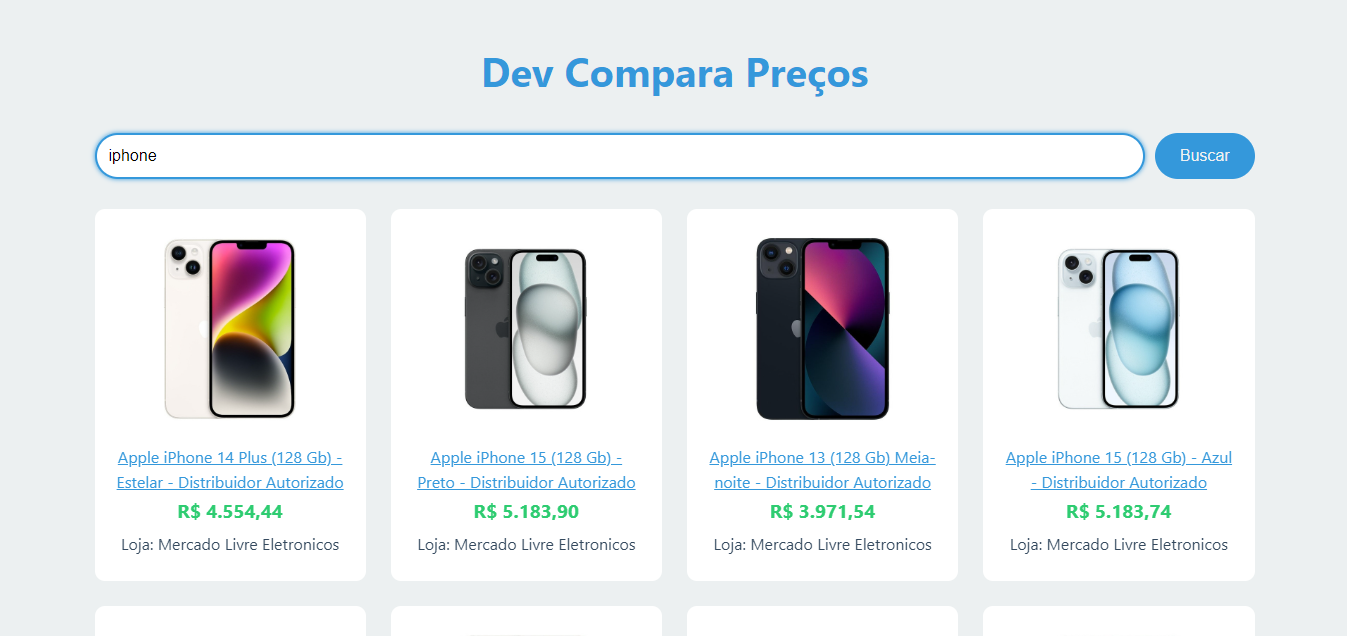 Dev Compara Preços
iphone
Buscar
Apple iPhone 14 Plus (128 Gb) -
Estelar - Distribuidor Autorizado
R$ 4.554,44
Loja: Mercado Livre Eletronicos
Apple iPhone 15 (128 Gb) -
Preto - Distribuidor Autorizado
R$ 5.183,90
Loja: Mercado Livre Eletronicos
Apple iPhone 13 (128 Gb) Meia-
noite - Distribuidor Autorizado
R$ 3.971,54
Loja: Mercado Livre Eletronicos
Apple iPhone 15 (128 Gb) - Azul
- Distribuidor Autorizado
R$ 5.183,74
Loja: Mercado Livre Eletronicos